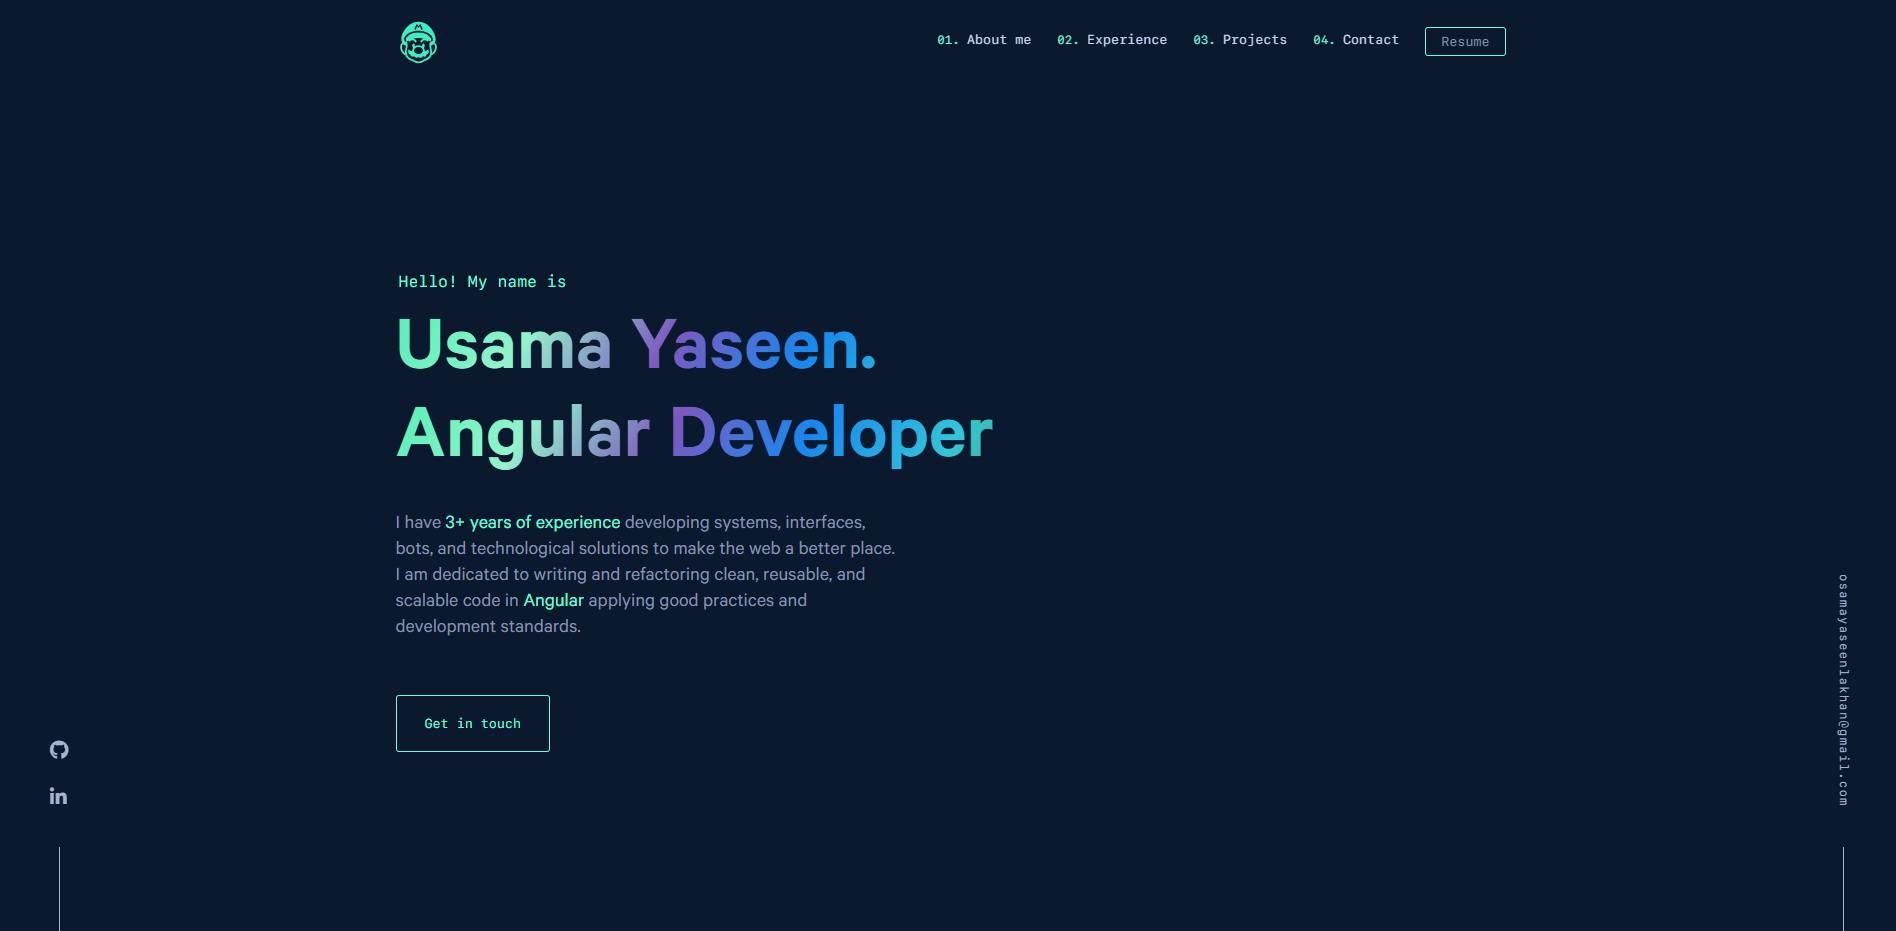 01. About me
02. Experience
03. Projects
04. Contact
Resume
Hello! My name is
Usama Yaseen.
Angular Developer
I have 3+ years of experience developing systems, interfaces,
bots, and technological solutions to make the web a better place.
I am dedicated to writing and refactoring clean, reusable, and
scalable code in Angular applying good practices and
development standards.
Get in touch
osamayaseenlakhan@gmail.com